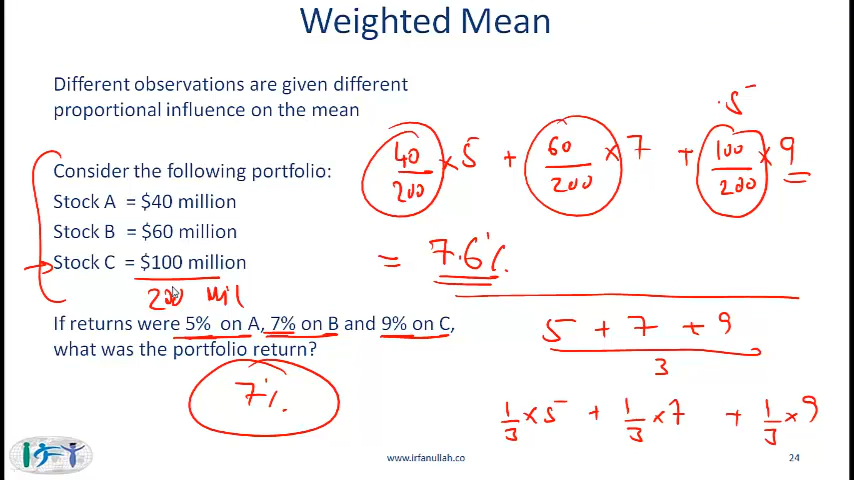 Weighted Mean
Different observations are given different
proportional influence on the mean
.5
40/200 × 5 + 60/200 × 7 + 100/200 × 9
Consider the following portfolio:
Stock A = $40 million
Stock B = $60 million
Stock C = $100 million
= 7.6%
200 mil
If returns were 5% on A, 7% on B and 9% on C,
what was the portfolio return?
7%
5 + 7 + 9
3
1/3 × 5 + 1/3 × 7 + 1/3 × 9
www.irfanullah.co
24